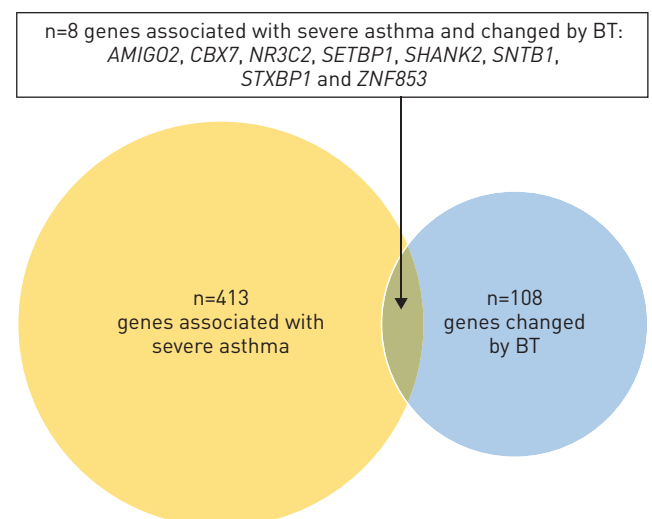 n=8 genes associated with severe asthma and changed by BT:
AMIGO2, CBX7, NR3C2, SETBP1, SHANK2, SNTB1,
STXBP1 and ZNF853
n=413
genes associated with
severe asthma
n=108
genes changed
by BT